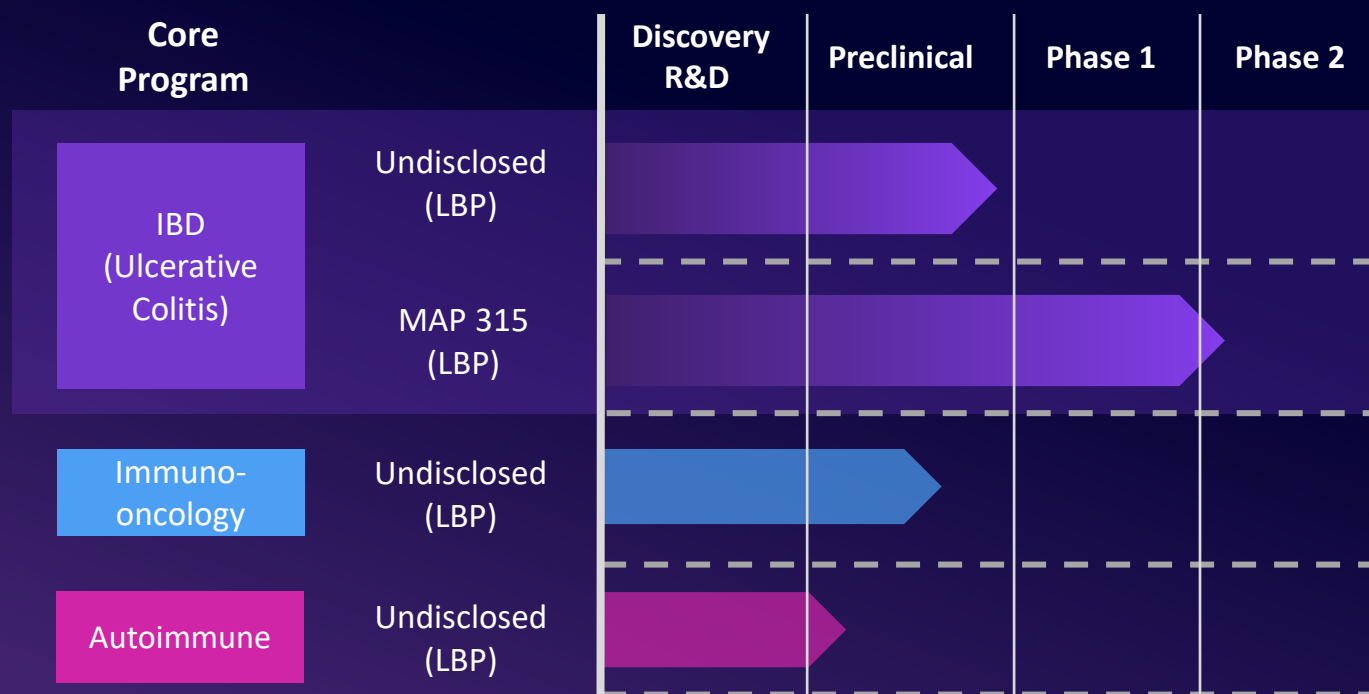 Core
Program
Discovery
R&D
Preclinical
Phase 1
Phase 2
IBD
(Ulcerative
Colitis)
Undisclosed
(LBP)
MAP 315
(LBP)
Immuno-
oncology
Undisclosed
(LBP)
Autoimmune
Undisclosed
(LBP)